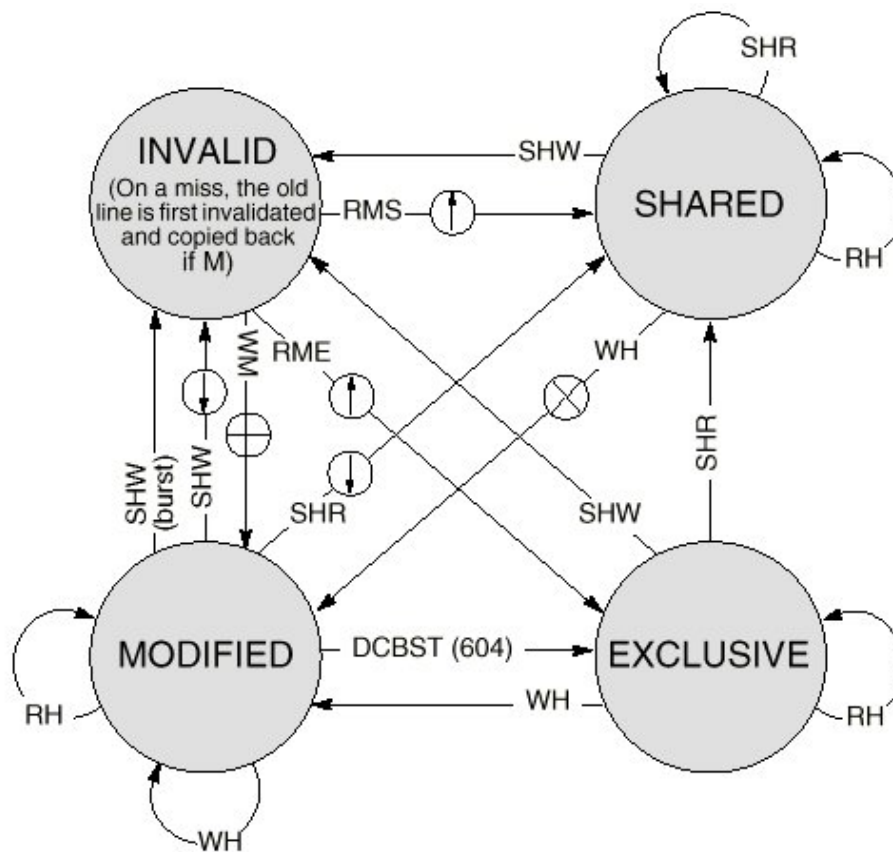 SHR
INVALID
(On a miss, the old
line is first invalidated
and copied back
if M)
SHW
RMS
SHARED
RH
WM
RME
WH
SHW
(burst)
SHW
SHR
SHW
SHR
MODIFIED
DCBST (604)
EXCLUSIVE
WH
RH
RH
WH